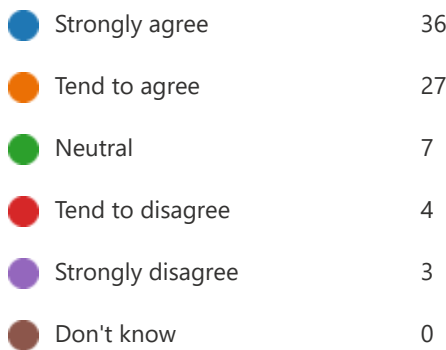 Strongly agree 36
Tend to agree 27
Neutral 7
Tend to disagree 4
Strongly disagree 3
Don't know 0